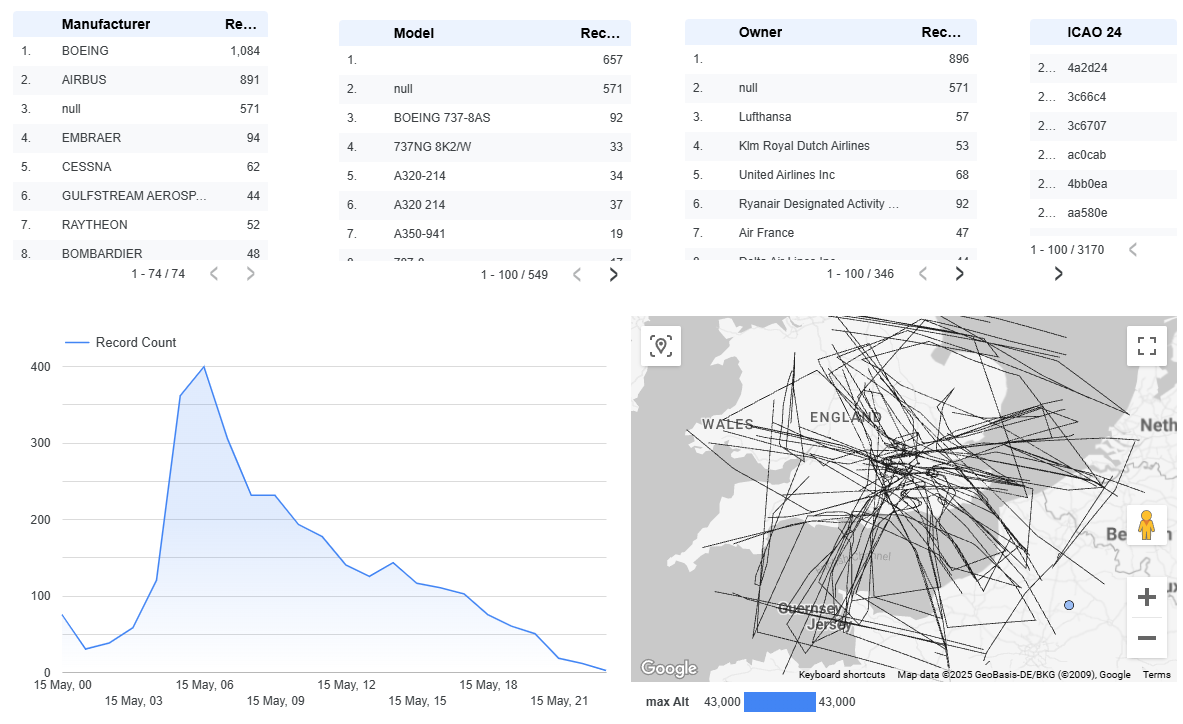 Manufacturer Re…
1. BOEING 1,084
2. AIRBUS 891
3. null 571
4. EMBRAER 94
5. CESSNA 62
6. GULFSTREAM AEROSP… 44
7. RAYTHEON 52
8. BOMBARDIER 48
1 - 74 / 74
Model Rec…
1. 657
2. null 571
3. BOEING 737-8AS 92
4. 737NG 8K2/W 33
5. A320-214 34
6. A320 214 37
7. A350-941 19
1 - 100 / 549
Owner Rec…
1. 896
2. null 571
3. Lufthansa 57
4. Klm Royal Dutch Airlines 53
5. United Airlines Inc 68
6. Ryanair Designated Activity … 92
7. Air France 47
1 - 100 / 346
ICAO 24
2… 4a2d24
2… 3c66c4
2… 3c6707
2… ac0cab
2… 4bb0ea
2… aa580e
1 - 100 / 3170
Record Count
400
300
200
100
0
15 May, 00
15 May, 03
15 May, 06
15 May, 09
15 May, 12
15 May, 15
15 May, 18
15 May, 21
WALES
ENGLAND
Neth
Guernsey
Jersey
Google
Keyboard shortcuts
Map data ©2025 GeoBasis-DE/BKG (©2009), Google
Terms
max Alt 43,000 43,000